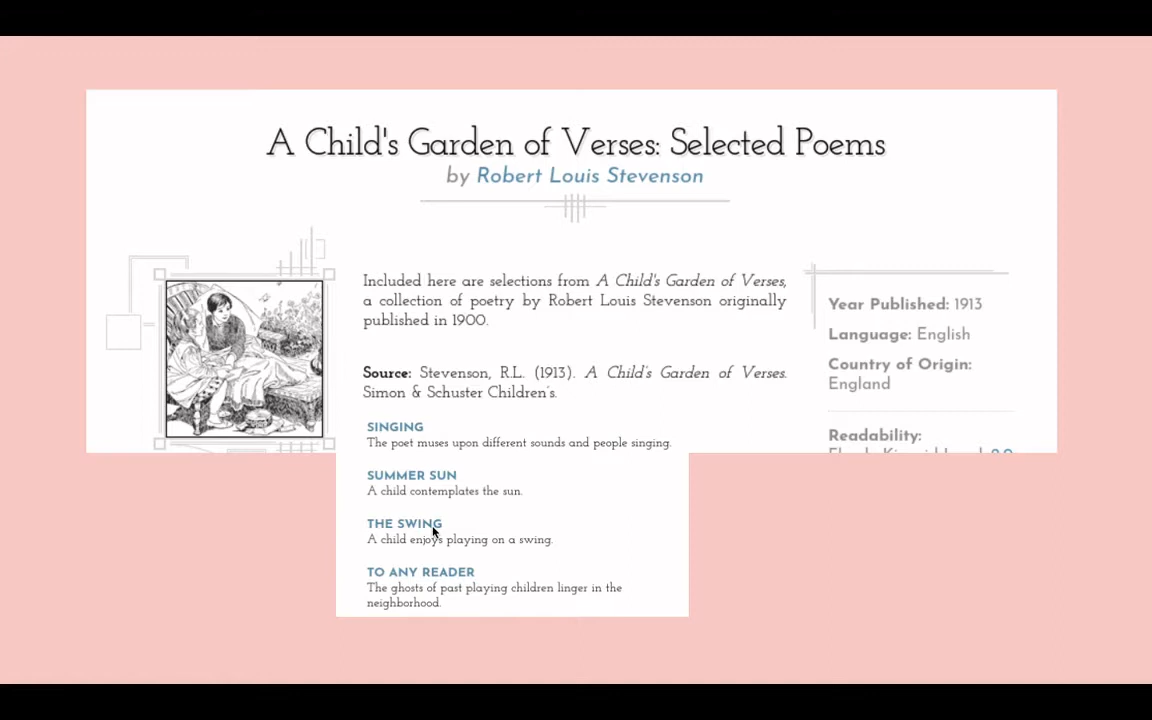 A Child's Garden of Verses: Selected Poems
by Robert Louis Stevenson
Included here are selections from A Child's Garden of Verses,
a collection of poetry by Robert Louis Stevenson originally
published in 1900.
Source: Stevenson, R.L. (1913). A Child's Garden of Verses.
Simon & Schuster Children's.
SINGING
The poet muses upon different sounds and people singing.
SUMMER SUN
A child contemplates the sun.
THE SWING
A child enjoys playing on a swing.
TO ANY READER
The ghosts of past playing children linger in the
neighborhood.
Year Published: 1913
Language: English
Country of Origin:
England
Readability: